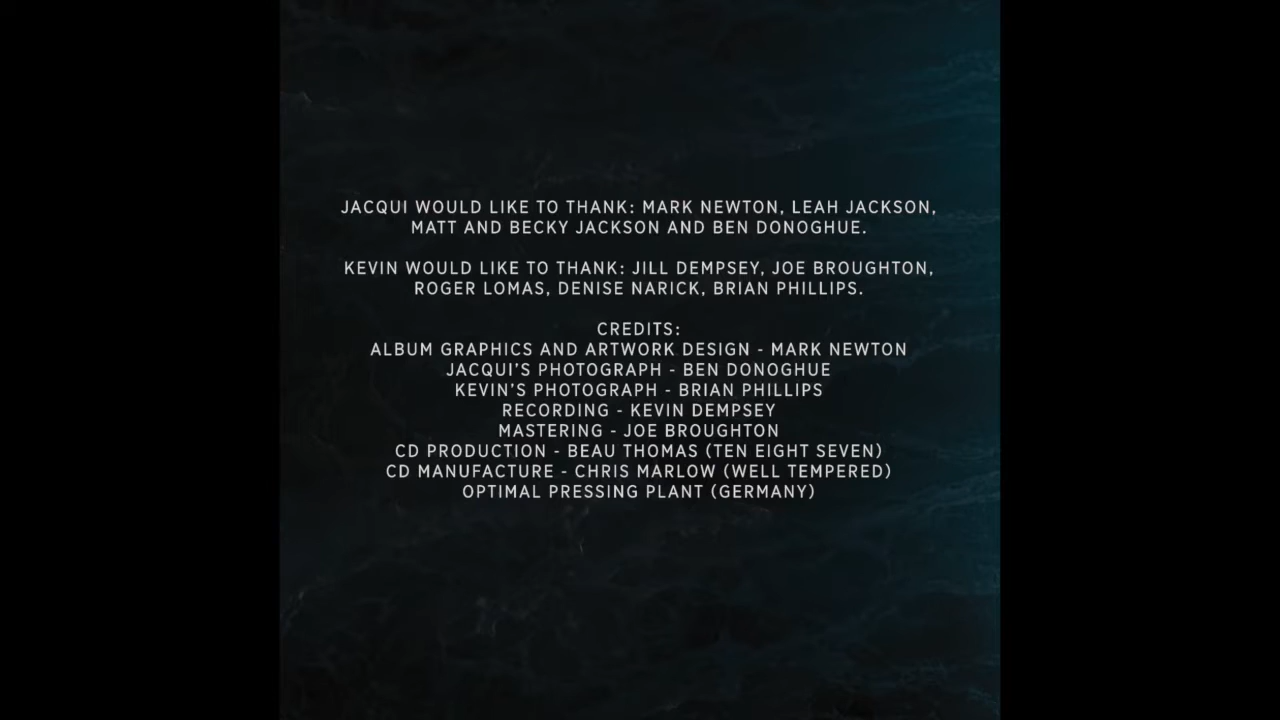 JACQUI WOULD LIKE TO THANK: MARK NEWTON, LEAH JACKSON,
MATT AND BECKY JACKSON AND BEN DONOGHUE.
KEVIN WOULD LIKE TO THANK: JILL DEMPSEY, JOE BROUGHTON,
ROGER LOMAS, DENISE NARICK, BRIAN PHILLIPS.
CREDITS:
ALBUM GRAPHICS AND ARTWORK DESIGN - MARK NEWTON
JACQUI'S PHOTOGRAPH - BEN DONOGHUE
KEVIN'S PHOTOGRAPH - BRIAN PHILLIPS
RECORDING - KEVIN DEMPSEY
MASTERING - JOE BROUGHTON
CD PRODUCTION - BEAU THOMAS (TEN EIGHT SEVEN)
CD MANUFACTURE - CHRIS MARLOW (WELL TEMPERED)
OPTIMAL PRESSING PLANT (GERMANY)